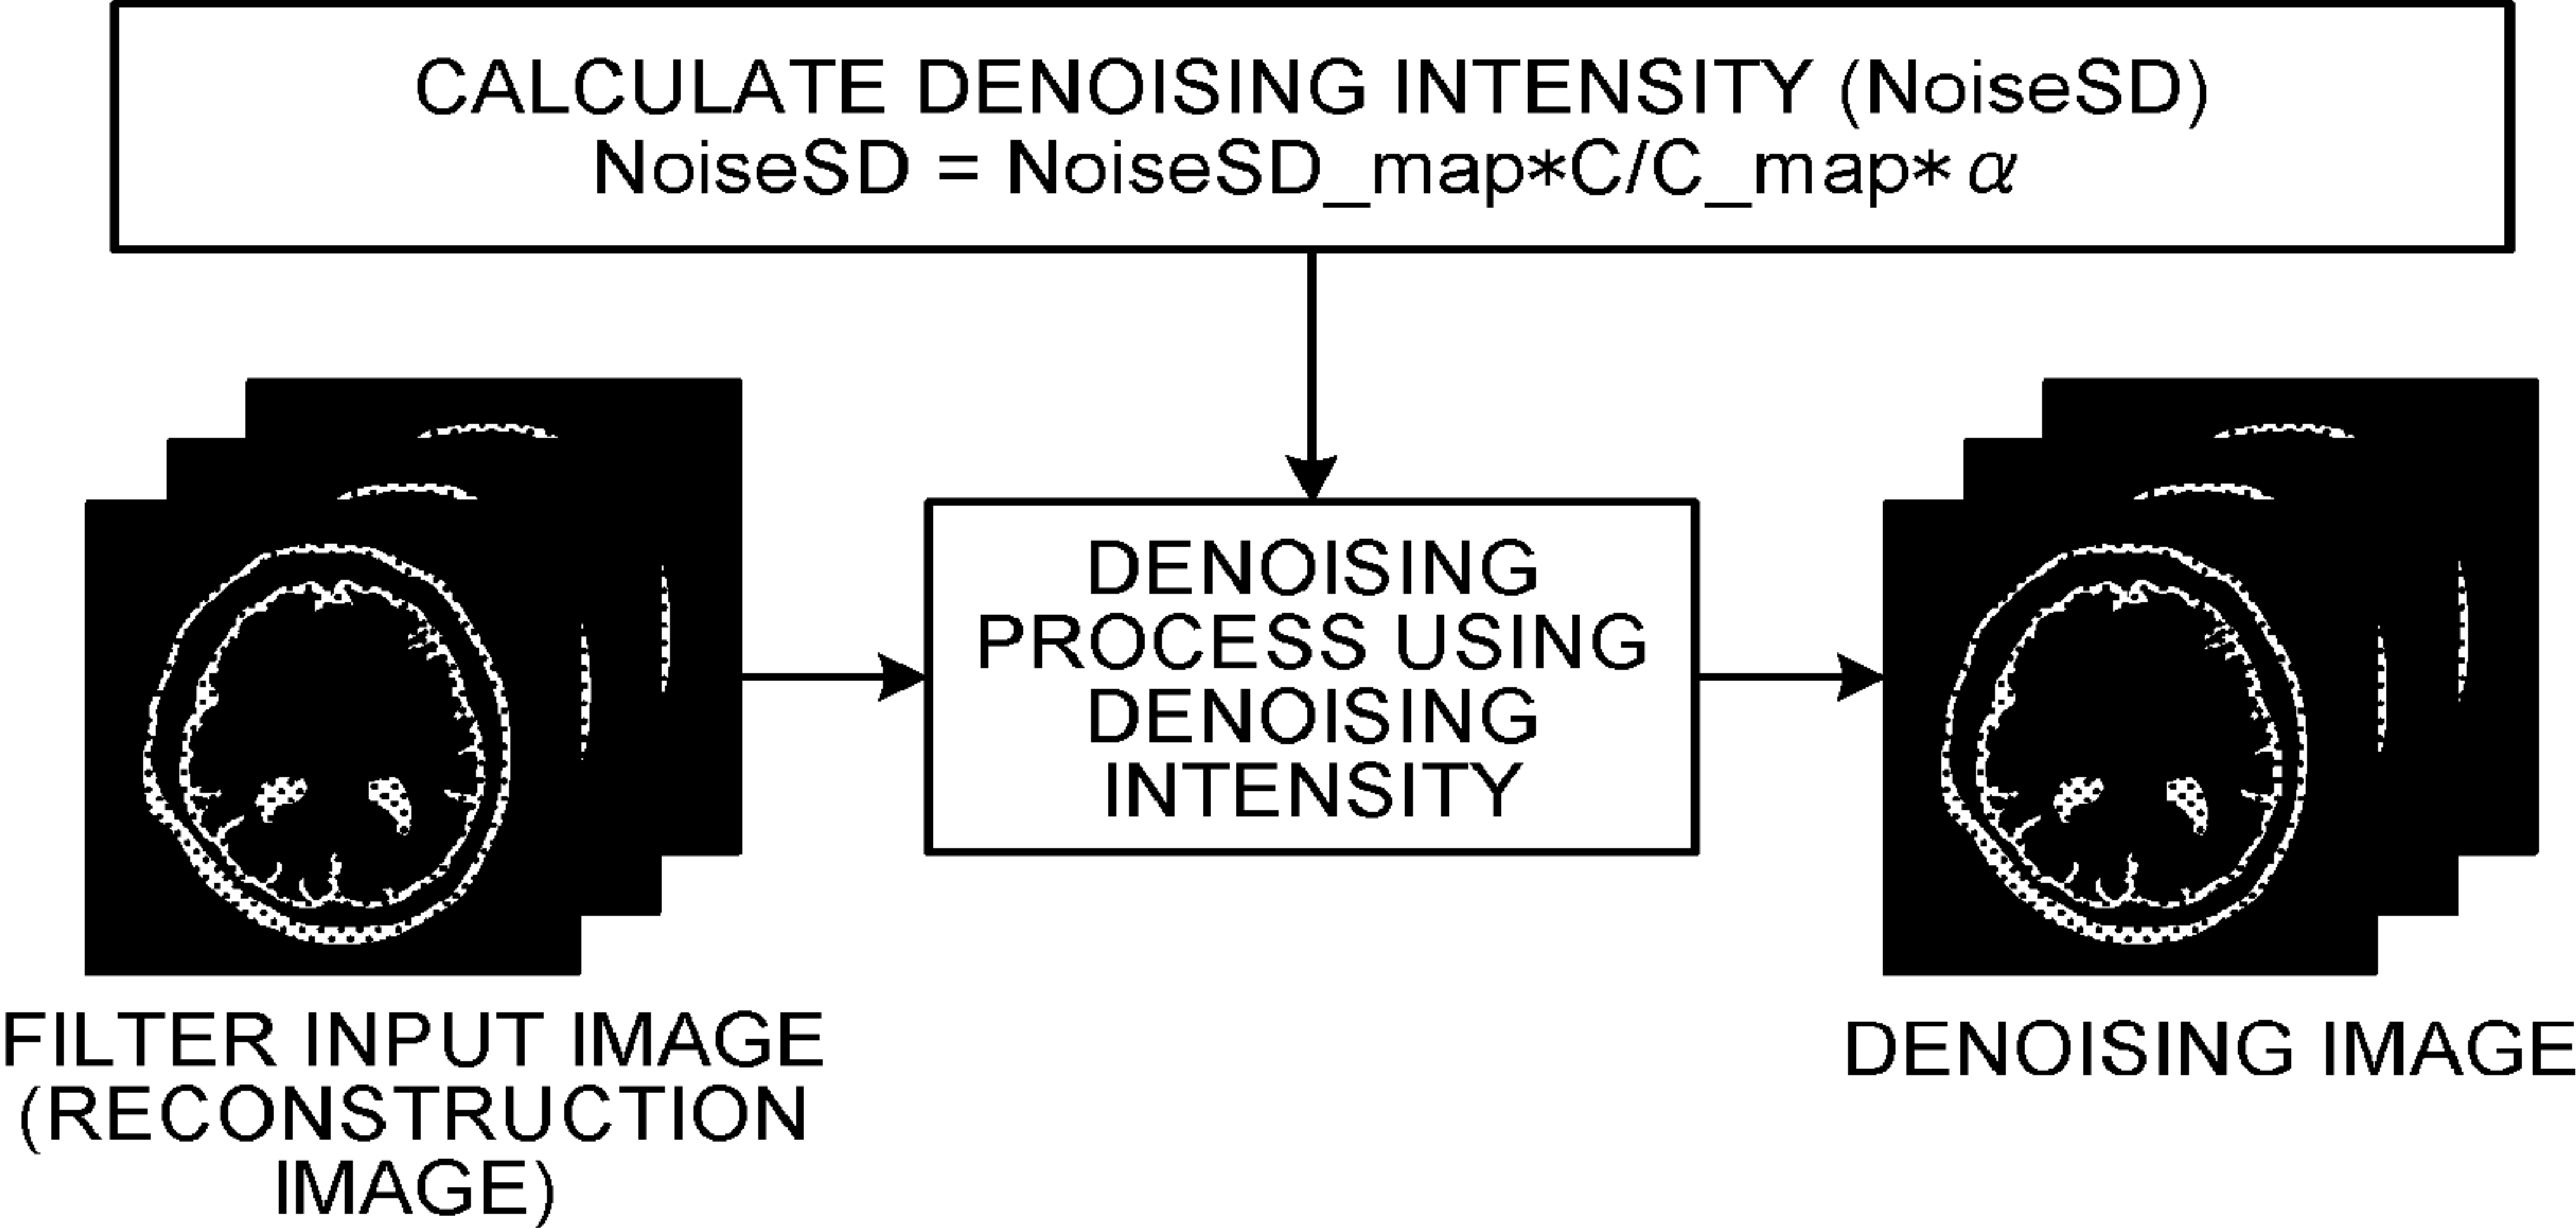 CALCULATE DENOISING INTENSITY (NoiseSD)
NoiseSD = NoiseSD_map*C/C_map*α
DENOISING
PROCESS USING
DENOISING
INTENSITY
FILTER INPUT IMAGE
(RECONSTRUCTION
IMAGE)
DENOISING IMAGE